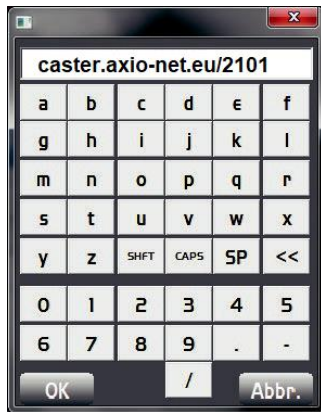 caster.axio-net.eu/2101
a b c d e f
g h i j k l
m n o p q r
s t u v w x
y z SHFT CAPS SP <<
0 1 2 3 4 5
6 7 8 9 . -
OK / Abbr.